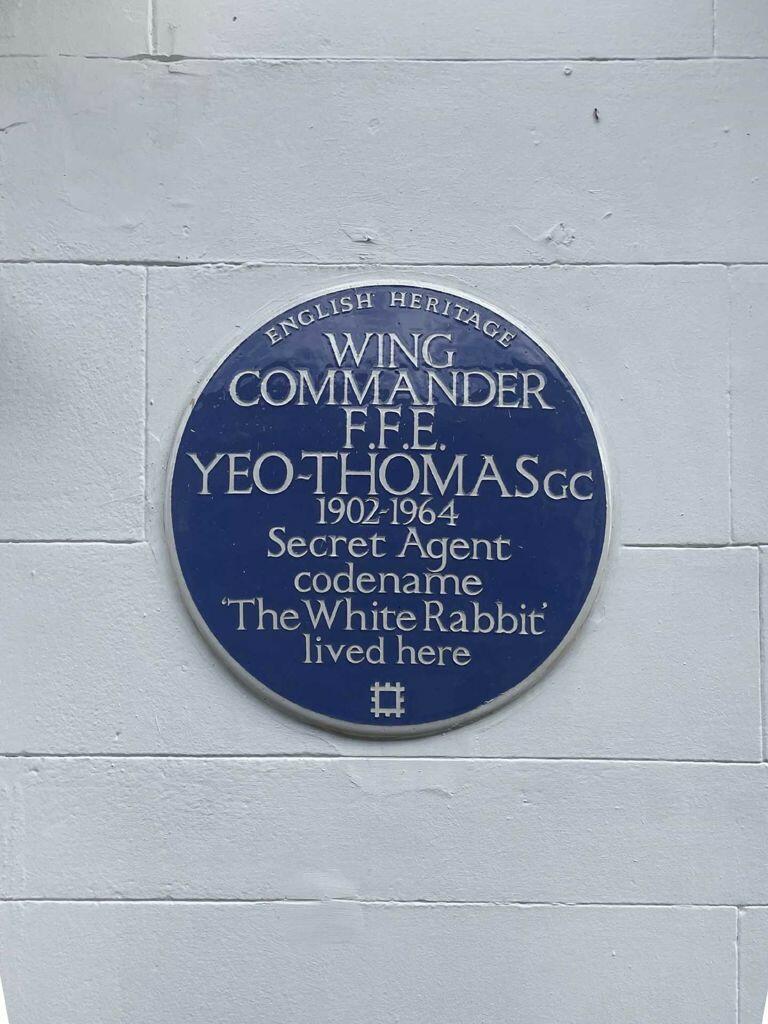 ENGLISH HERITAGE
WING
COMMANDER
F.F.E.
YEO-THOMAS GC
1902-1964
Secret Agent
codename
'The White Rabbit'
lived here